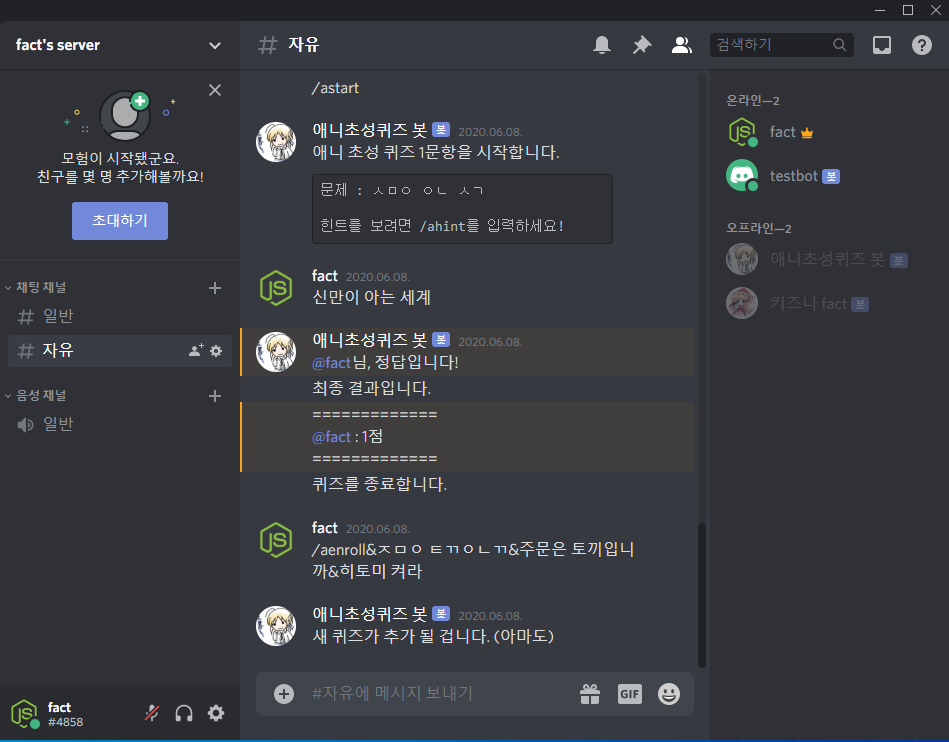 fact's server
모험이 시작됐군요.
친구를 몇 명 추가해볼까요!
초대하기
채팅 채널
일반
자유
음성 채널
일반
fact
#4858
# 자유
검색하기
/astart
애니초성퀴즈 봇 봇 2020.06.08.
애니 초성 퀴즈 1문항을 시작합니다.
문제 : ㅅㅁㅇ ㅇㄴ ㅅㄱ
힌트를 보려면 /ahint를 입력하세요!
fact 2020.06.08.
신만이 아는 세계
애니초성퀴즈 봇 봇 2020.06.08.
@fact님, 정답입니다!
최종 결과입니다.
=============
@fact : 1점
=============
퀴즈를 종료합니다.
fact 2020.06.08.
/aenroll&ㅈㅁㅇ ㅌㄲㅇㄴㄲ&주문은 토끼입니
까&히토미 켜라
애니초성퀴즈 봇 봇 2020.06.08.
새 퀴즈가 추가 될 겁니다. (아마도)
#자유에 메시지 보내기
GIF
온라인—2
fact
testbot 봇
오프라인—2
애니초성퀴즈 봇 봇
키즈나 fact 봇